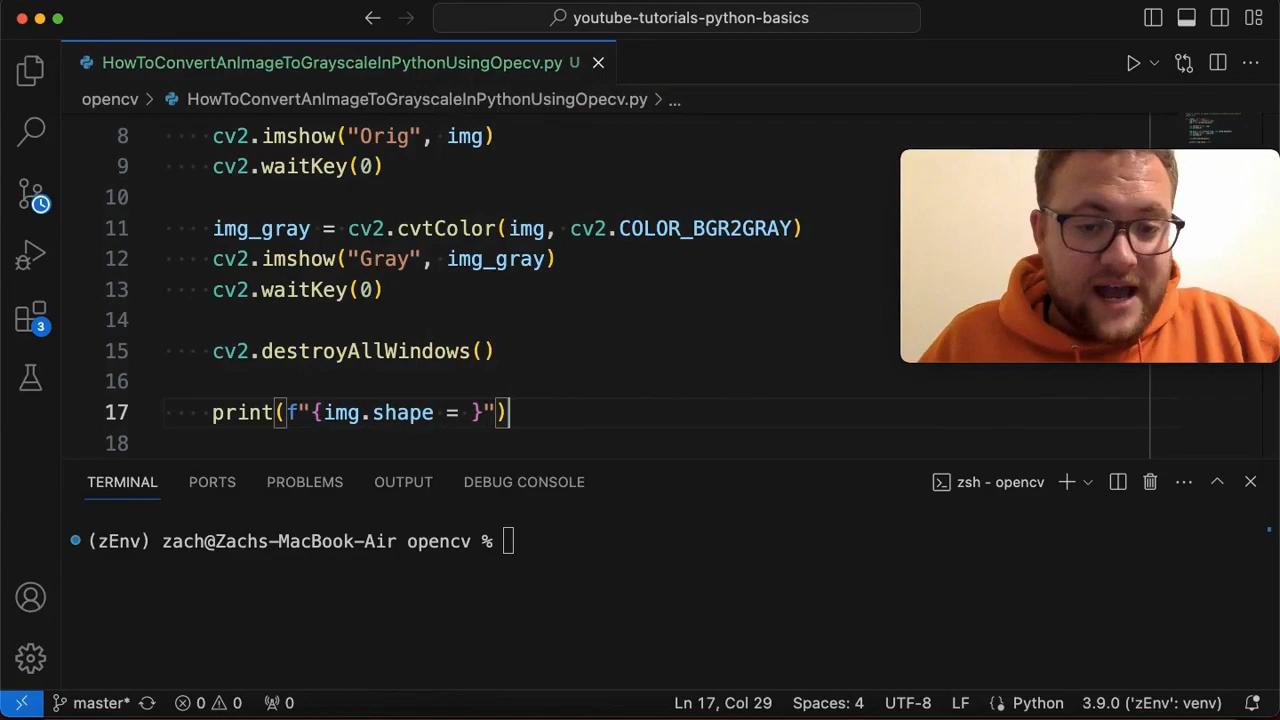 youtube-tutorials-python-basics
HowToConvertAnImageToGrayscaleInPythonUsingOpecv.py U
opencv > HowToConvertAnImageToGrayscaleInPythonUsingOpecv.py > ...
8 cv2.imshow("Orig", img)
9 cv2.waitKey(0)
10
11 img_gray = cv2.cvtColor(img, cv2.COLOR_BGR2GRAY)
12 cv2.imshow("Gray", img_gray)
13 cv2.waitKey(0)
14
15 cv2.destroyAllWindows()
16
17 print(f"{img.shape = }")
18
3
TERMINAL PORTS PROBLEMS OUTPUT DEBUG CONSOLE zsh - opencv
(zEnv) zach@Zachs-MacBook-Air opencv %
master* 0 0 0 Ln 17, Col 29 Spaces: 4 UTF-8 LF Python 3.9.0 ('zEnv': venv)